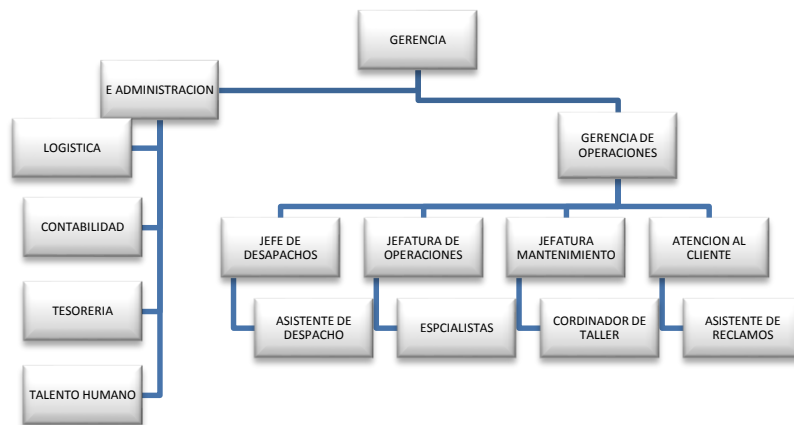 GERENCIA
E ADMINISTRACION
LOGISTICA
GERENCIA DE
OPERACIONES
CONTABILIDAD
JEFE DE
DESAPACHOS
JEFATURA DE
OPERACIONES
JEFATURA
MANTENIMIENTO
ATENCION AL
CLIENTE
TESORERIA
ASISTENTE DE
DESPACHO
ESPCIALISTAS
CORDINADOR DE
TALLER
ASISTENTE DE
RECLAMOS
TALENTO HUMANO